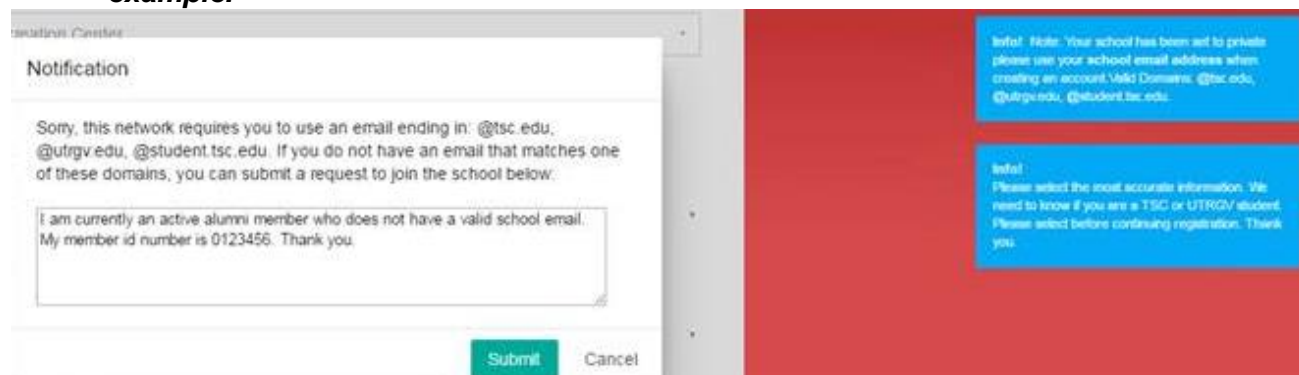 example.
reation Center
Notification
Sorry, this network requires you to use an email ending in: @tsc.edu,
@utrgv.edu, @student.tsc.edu. If you do not have an email that matches one
of these domains, you can submit a request to join the school below:
I am currently an active alumni member who does not have a valid school email.
My member id number is 0123456. Thank you.
Submit Cancel
Info! Note: Your school has been set to private
please use your school email address when
creating an account.Valid Domains: @tsc.edu,
@utrgv.edu, @student.tsc.edu.
Info!
Please select the most accurate information. We
need to know if you are a TSC or UTRGV student.
Please select before continuing registration. Thank
you.